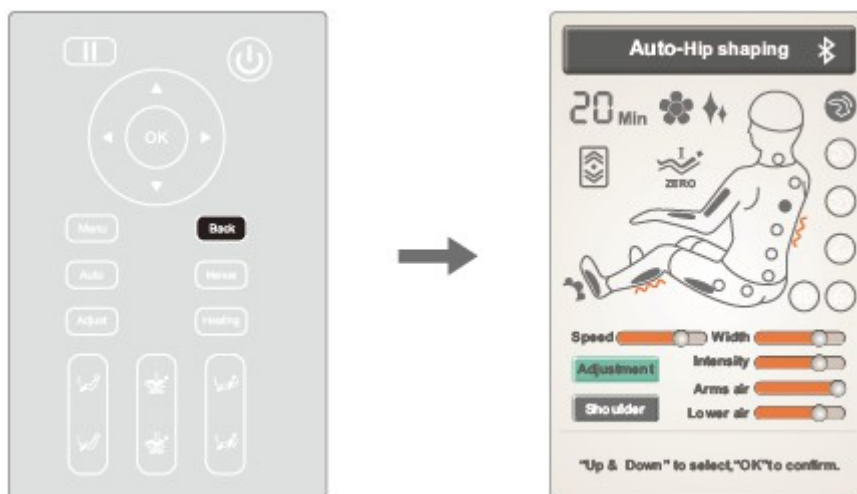 OK
Menu
Back
Auto
Manual
Adjust
Heating
Auto-Hip shaping
20 Min
I
ZERO
Speed
Width
Adjustment
Intensity
Arms air
Shoulder
Lower air
"Up & Down" to select,"OK"to confirm.